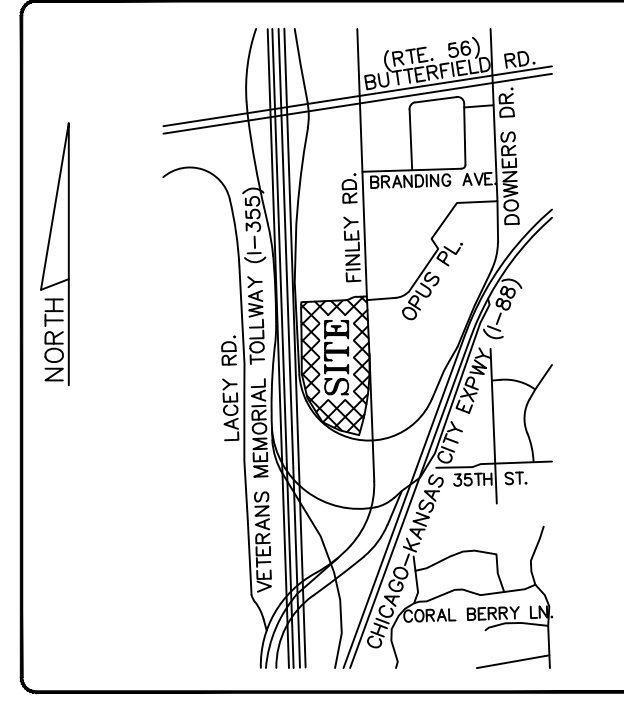 (RTE. 56)
BUTTERFIELD RD.
DOWNERS DR.
BRANDING AVE.
FINLEY RD.
OPUS PL.
VETERANS MEMORIAL TOLLWAY (I-355)
LACEY RD.
NORTH
SITE
CHICAGO-KANSAS CITY EXPWY (I-88)
35TH ST.
CORAL BERRY LN.